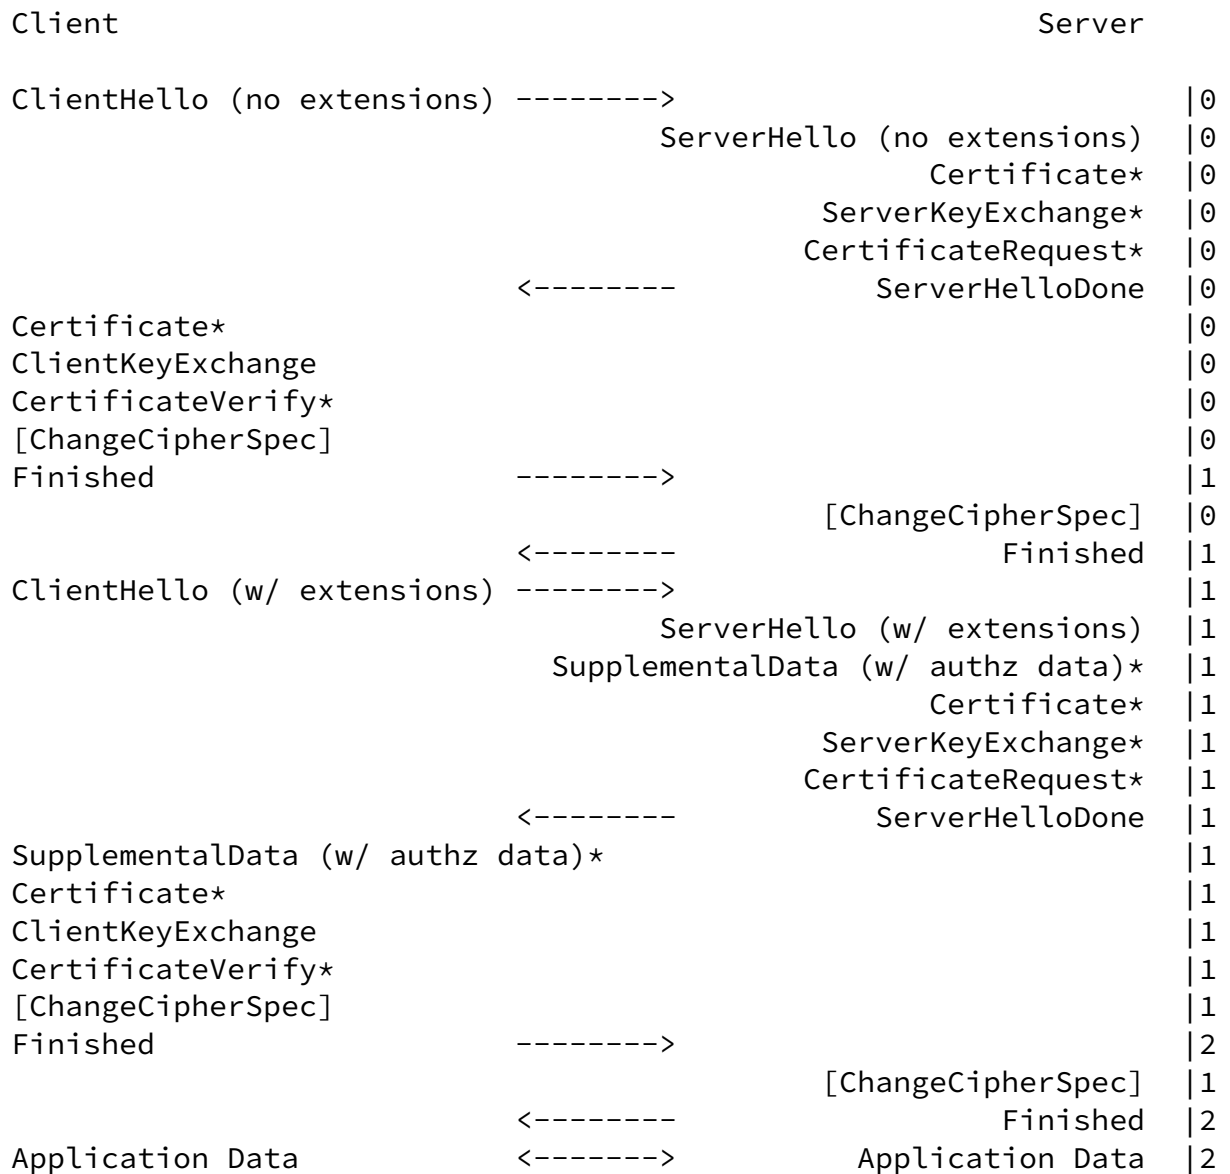 Client                                                   Server

ClientHello (no extensions) -------->                            |0
                                    ServerHello (no extensions)  |0
                                                   Certificate*  |0
                                             ServerKeyExchange*  |0
                                            CertificateRequest*  |0
                            <--------           ServerHelloDone  |0
Certificate*                                                     |0
ClientKeyExchange                                                |0
CertificateVerify*                                               |0
[ChangeCipherSpec]                                               |0
Finished                    -------->                            |1
                                             [ChangeCipherSpec]  |0
                            <--------                  Finished  |1
ClientHello (w/ extensions) -------->                            |1
                                    ServerHello (w/ extensions)  |1
                              SupplementalData (w/ authz data)*  |1
                                                   Certificate*  |1
                                             ServerKeyExchange*  |1
                                            CertificateRequest*  |1
                            <--------           ServerHelloDone  |1
SupplementalData (w/ authz data)*                                |1
Certificate*                                                     |1
ClientKeyExchange                                                |1
CertificateVerify*                                               |1
[ChangeCipherSpec]                                               |1
Finished                    -------->                            |2
                                             [ChangeCipherSpec]  |1
                            <--------                  Finished  |2
Application Data            <------->          Application Data  |2